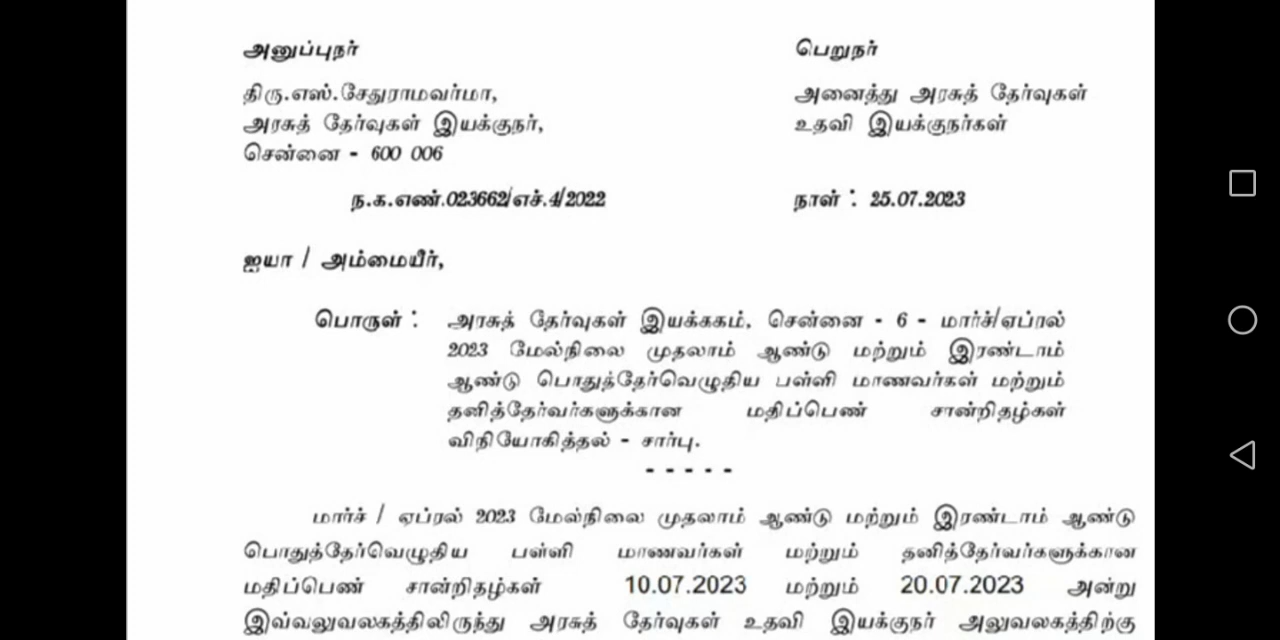 அனுப்புநர்
திரு.எஸ்.சேதுராமவர்மா,
அரசுத் தேர்வுகள் இயக்குநர்,
சென்னை - 600 006
பெறுநர்
அனைத்து அரசுத் தேர்வுகள்
உதவி இயக்குநர்கள்
ந.க.எண்.023662/எச்.4/2022
நாள் : 25.07.2023
ஐயா / அம்மையீர்,
பொருள் : அரசுத் தேர்வுகள் இயக்ககம், சென்னை - 6 - மார்ச்/ஏப்ரல்
2023 மேல்நிலை முதலாம் ஆண்டு மற்றும் இரண்டாம்
ஆண்டு பொதுத்தேர்வெழுதிய பள்ளி மாணவர்கள் மற்றும்
தனித்தேர்வர்களுக்கான மதிப்பெண் சான்றிதழ்கள்
விநியோகித்தல் - சார்பு.
- - - - -
மார்ச் / ஏப்ரல் 2023 மேல்நிலை முதலாம் ஆண்டு மற்றும் இரண்டாம் ஆண்டு
பொதுத்தேர்வெழுதிய பள்ளி மாணவர்கள் மற்றும் தனித்தேர்வர்களுக்கான
மதிப்பெண் சான்றிதழ்கள் 10.07.2023 மற்றும் 20.07.2023 அன்று
இவ்வலுவலகத்திலிருந்து அரசுத் தேர்வுகள் உதவி இயக்குநர் அலுவலகத்திற்கு